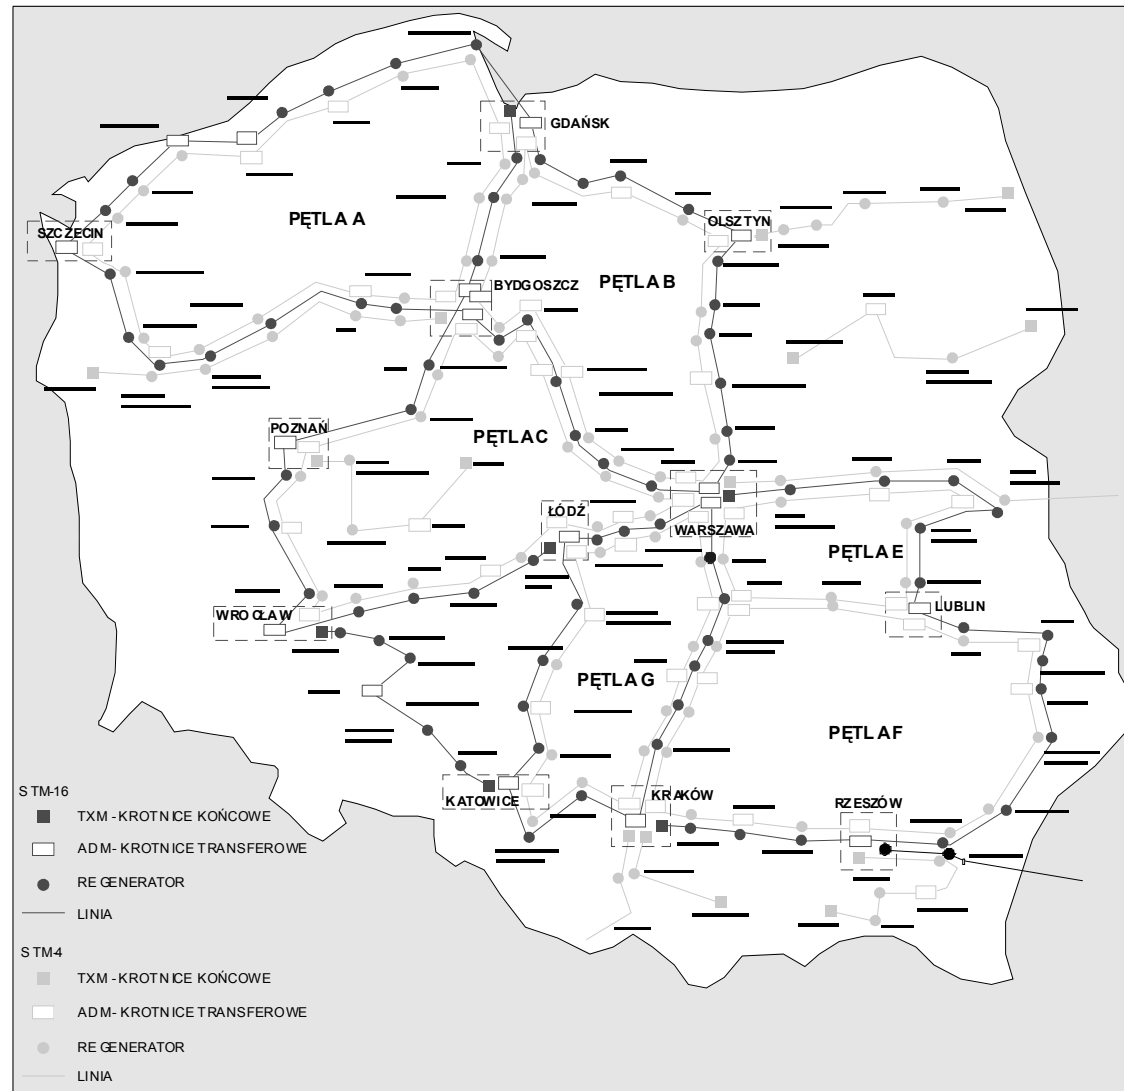 GDAŃSK
PĘTLA A
OLSZTYN
SZCZECIN
BYDGOSZCZ
PĘTLA B
POZNAŃ
PĘTLA C
ŁÓDŹ
WARSZAWA
PĘTLA E
WROCŁAW
LUBLIN
PĘTLA G
PĘTLA F
KATOWICE
KRAKÓW
RZESZÓW
STM-16
TXM - KROTNICE KOŃCOWE
ADM - KROTNICE TRANSFEROWE
REGENERATOR
LINIA
STM-4
TXM - KROTNICE KOŃCOWE
ADM - KROTNICE TRANSFEROWE
REGENERATOR
LINIA